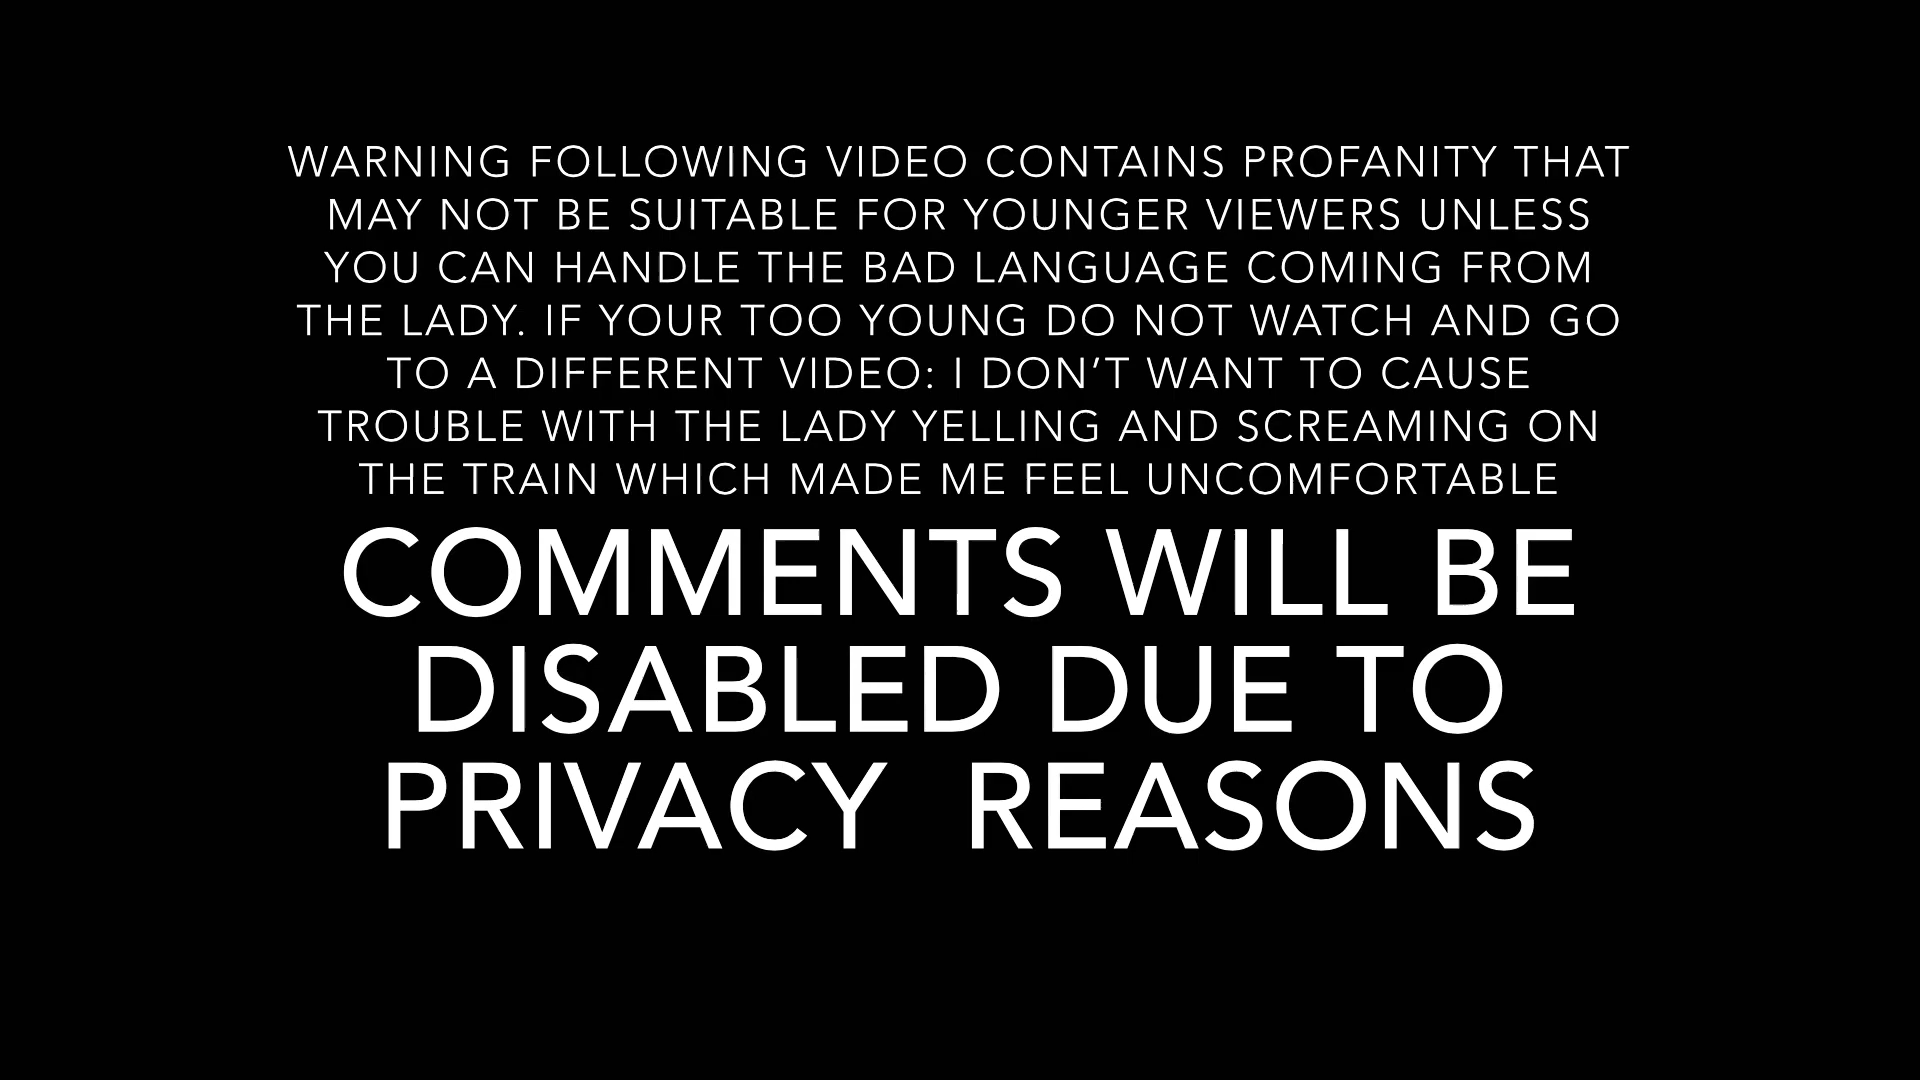 WARNING FOLLOWING VIDEO CONTAINS PROFANITY THAT
MAY NOT BE SUITABLE FOR YOUNGER VIEWERS UNLESS
YOU CAN HANDLE THE BAD LANGUAGE COMING FROM
THE LADY. IF YOUR TOO YOUNG DO NOT WATCH AND GO
TO A DIFFERENT VIDEO: I DON’T WANT TO CAUSE
TROUBLE WITH THE LADY YELLING AND SCREAMING ON
THE TRAIN WHICH MADE ME FEEL UNCOMFORTABLE
COMMENTS WILL BE
DISABLED DUE TO
PRIVACY  REASONS